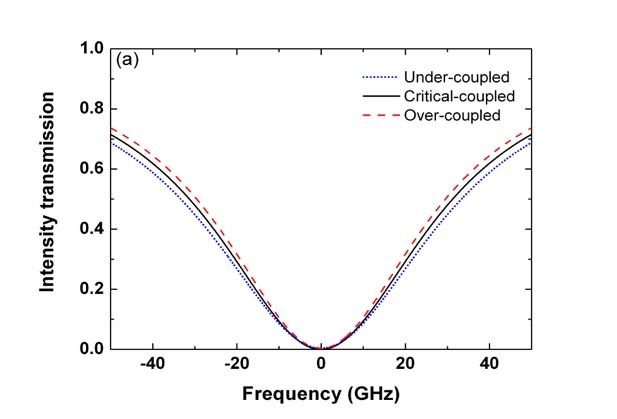 1.0
(a)
Under-coupled
Critical-coupled
Over-coupled
0.8
0.6
0.4
0.2
0.0
Intensity transmission
-40
-20
0
20
40
Frequency (GHz)